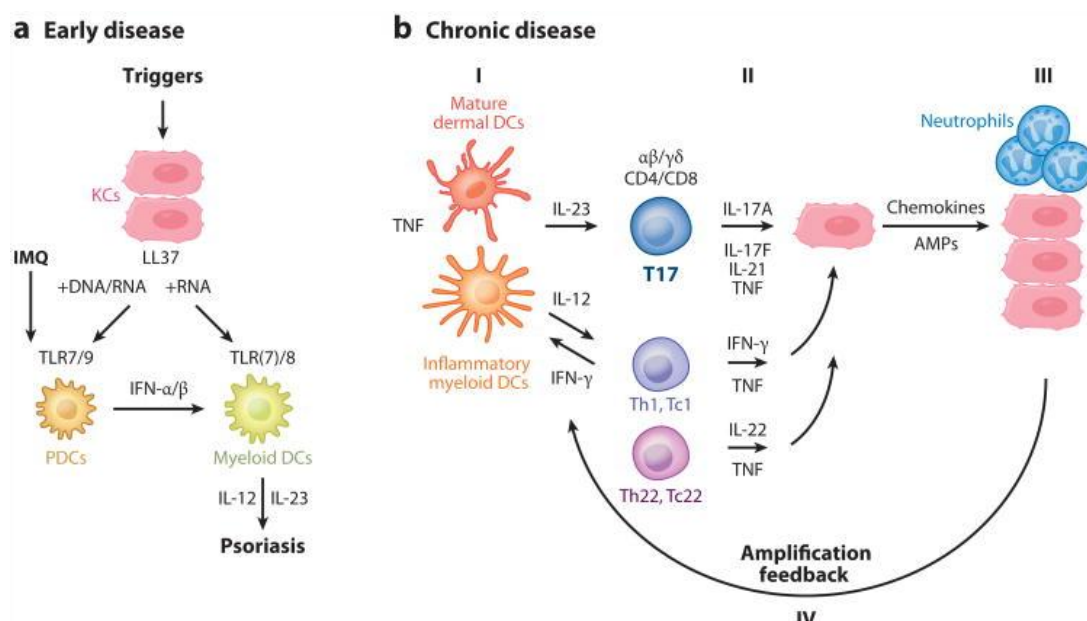 a Early disease
Triggers
KCs
IMQ
LL37
+DNA/RNA
+RNA
TLR7/9
TLR(7)/8
IFN-α/β
PDCs
Myeloid DCs
IL-12
IL-23
Psoriasis
b Chronic disease
I
II
III
Mature
dermal DCs
TNF
Inflammatory
myeloid DCs
IL-23
IL-12
IFN-γ
αβ/γδ
CD4/CD8
T17
Th1, Tc1
Th22, Tc22
IL-17A
IL-17F
IL-21
TNF
IFN-γ
TNF
IL-22
TNF
Chemokines
AMPs
Neutrophils
Amplification
feedback
IV